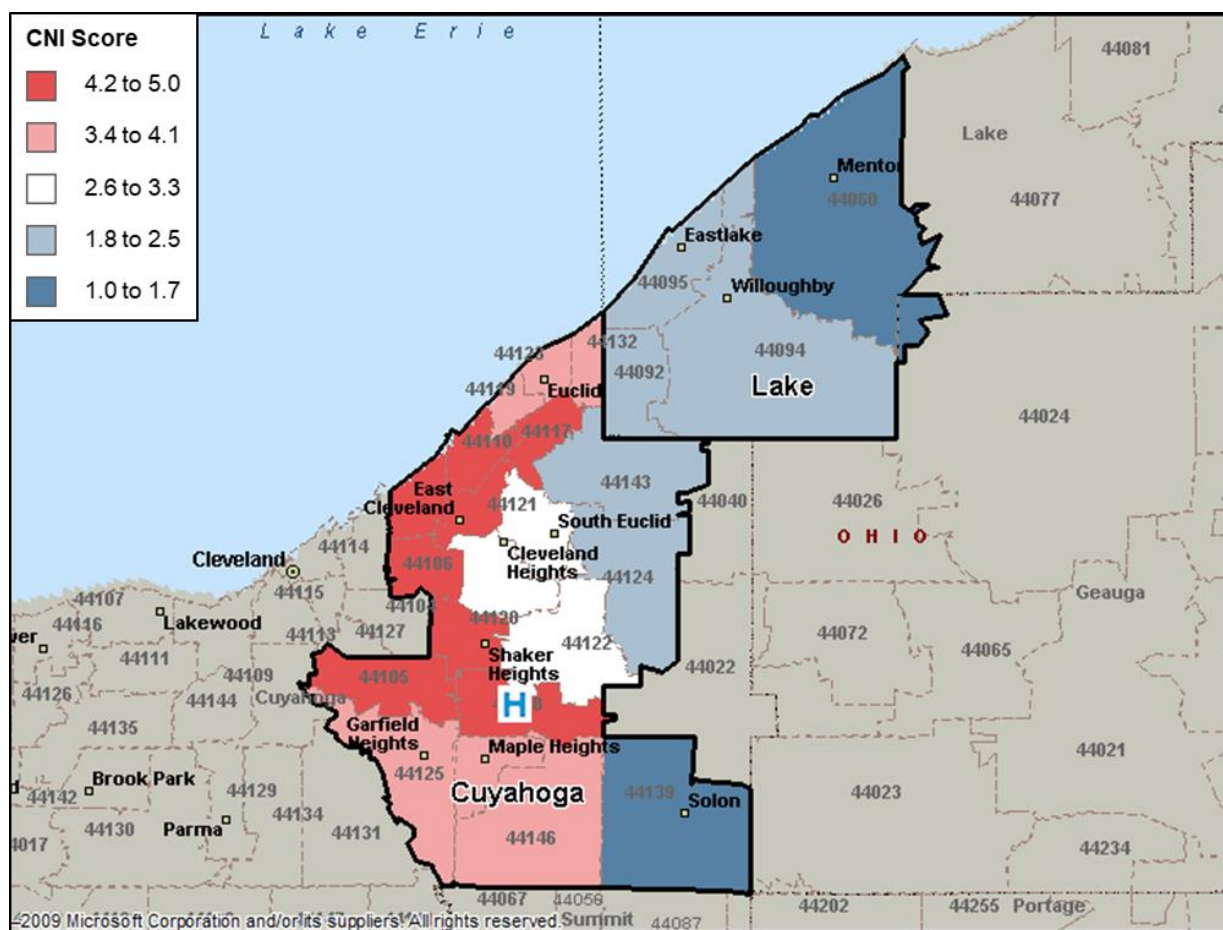 CNI Score
4.2 to 5.0
3.4 to 4.1
2.6 to 3.3
1.8 to 2.5
1.0 to 1.7
Lake Erie
44081
Lake
Mentor
44060
44077
Eastlake
44095
Willoughby
44132
44123
44092
44094
44119
Euclid
Lake
44024
44117
44110
44143
East
Cleveland
44121
44040
44026
South Euclid
OHIO
44114
Cleveland
Cleveland
Heights
44106
44124
44107
44115
Geauga
44116
Lakewood
44120
44113
44127
44122
44072
44065
44111
Shaker
Heights
44022
44109
44105
44126
44144
Cuyahoga
H
44135
Garfield
Heights
Maple Heights
44021
44125
Brook Park
Cuyahoga
44139
Solon
44142
44129
44023
44134
Parma
44130
44131
44146
44017
44234
44067
44056
44202
44255
Portage
©2009 Microsoft Corporation and/or its suppliers. All rights reserved.
Summit
44087